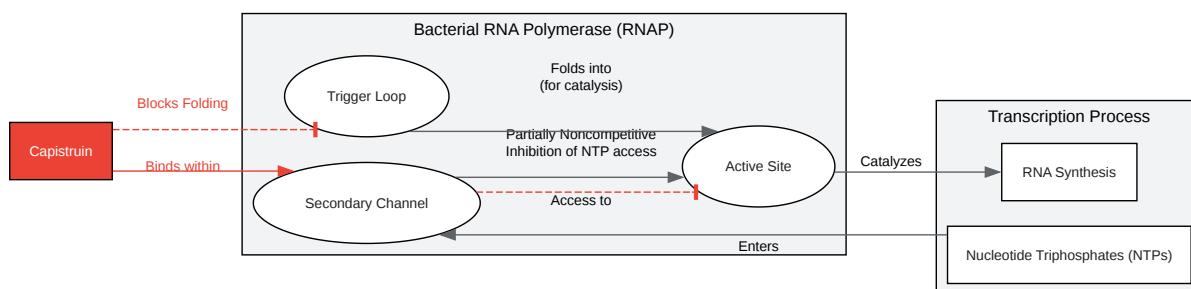 Bacterial RNA Polymerase (RNAP)
Trigger Loop
Folds into
(for catalysis)
Blocks Folding
Capistruin
Binds within
Partially Noncompetitive
Inhibition of NTP access
Active Site
Secondary Channel
Access to
Enters
Catalyzes
Transcription Process
RNA Synthesis
Nucleotide Triphosphates (NTPs)